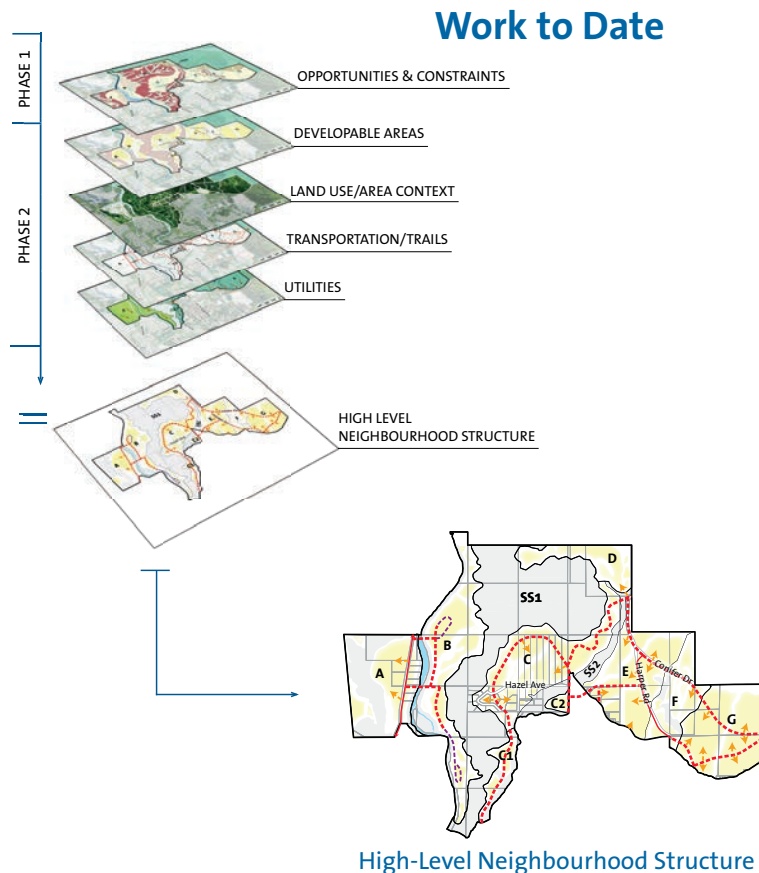 Work to Date
PHASE 1
OPPORTUNITIES & CONSTRAINTS
DEVELOPABLE AREAS
PHASE 2
LAND USE/AREA CONTEXT
TRANSPORTATION/TRAILS
UTILITIES
HIGH LEVEL
NEIGHBOURHOOD STRUCTURE
D
SS1
B
C
A
SS2
E
Conifer Dr.
Hazel Ave
Harper Rd
F
C2
G
C1
High-Level Neighbourhood Structure